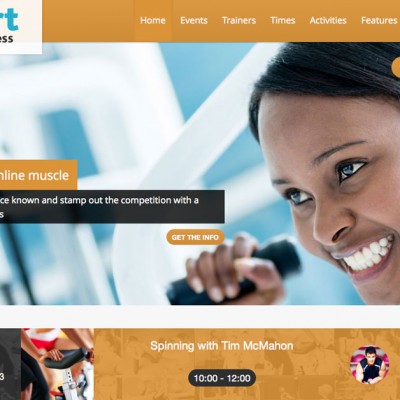 rt
ess
Home Events Trainers Times Activities Features
nline muscle
ce known and stamp out the competition with a
s
GET THE INFO
Spinning with Tim McMahon
3
10:00 - 12:00